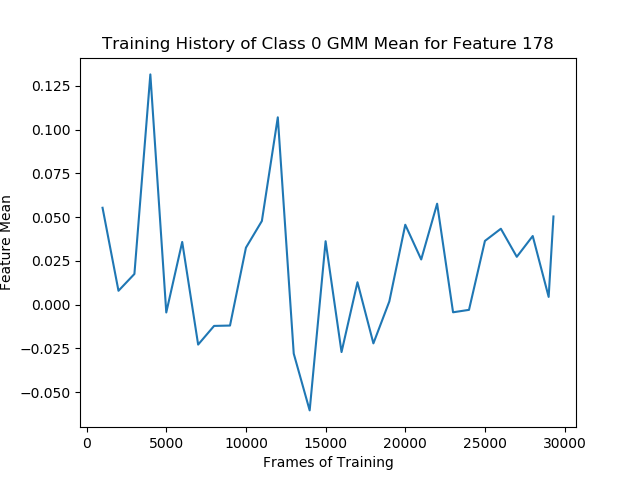 Training History of Class 0 GMM Mean for Feature 178
0.125
0.100
0.075
0.050
0.025
0.000
−0.025
−0.050
Feature Mean
0 5000 10000 15000 20000 25000 30000
Frames of Training